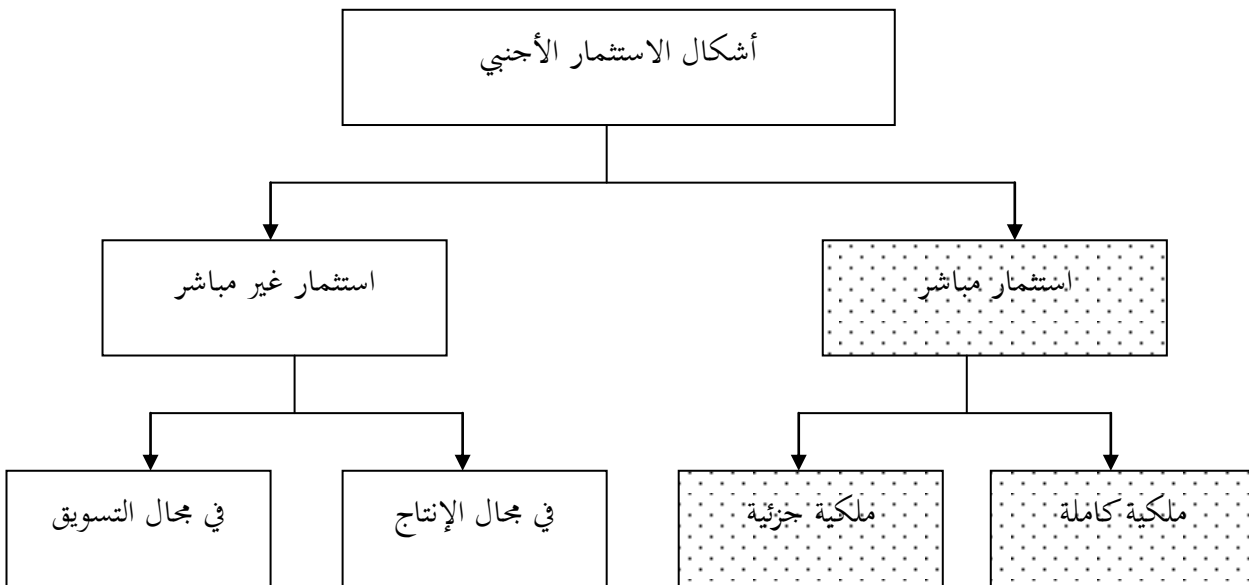 أشكال الاستثمار الأجنبي
استثمار مباشر
استثمار غير مباشر
ملكية كاملة
ملكية جزئية
في مجال الإنتاج
في مجال التسويق